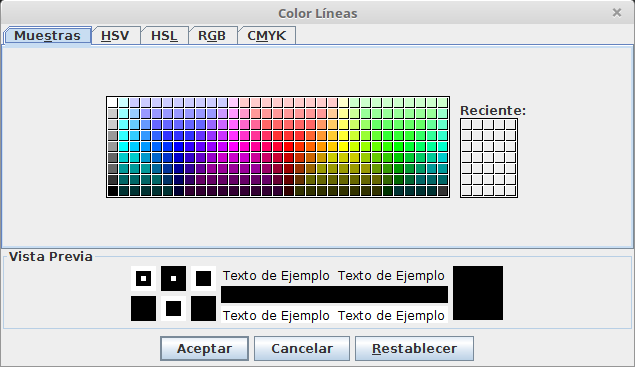 Color Líneas
Muestras HSV HSL RGB CMYK
Reciente:
Vista Previa
Texto de Ejemplo Texto de Ejemplo
Texto de Ejemplo Texto de Ejemplo
Aceptar Cancelar Restablecer